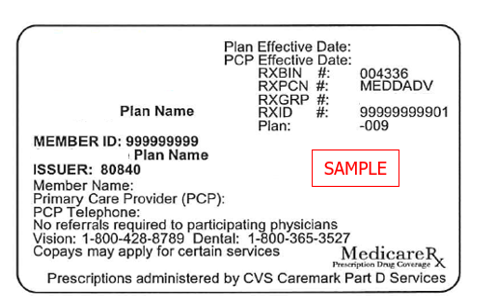 Plan Effective Date:
PCP Effective Date:
RXBIN #: 004336
RXPCN #: MEDDADV
RXGRP #:
RXID #: 99999999901
Plan: -009
Plan Name
MEMBER ID: 999999999
Plan Name
ISSUER: 80840
SAMPLE
Member Name:
Primary Care Provider (PCP):
PCP Telephone:
No referrals required to participating physicians
Vision: 1-800-428-8789 Dental: 1-800-365-3527
Copays may apply for certain services
MedicareRx
Prescription Drug Coverage
Prescriptions administered by CVS Caremark Part D Services